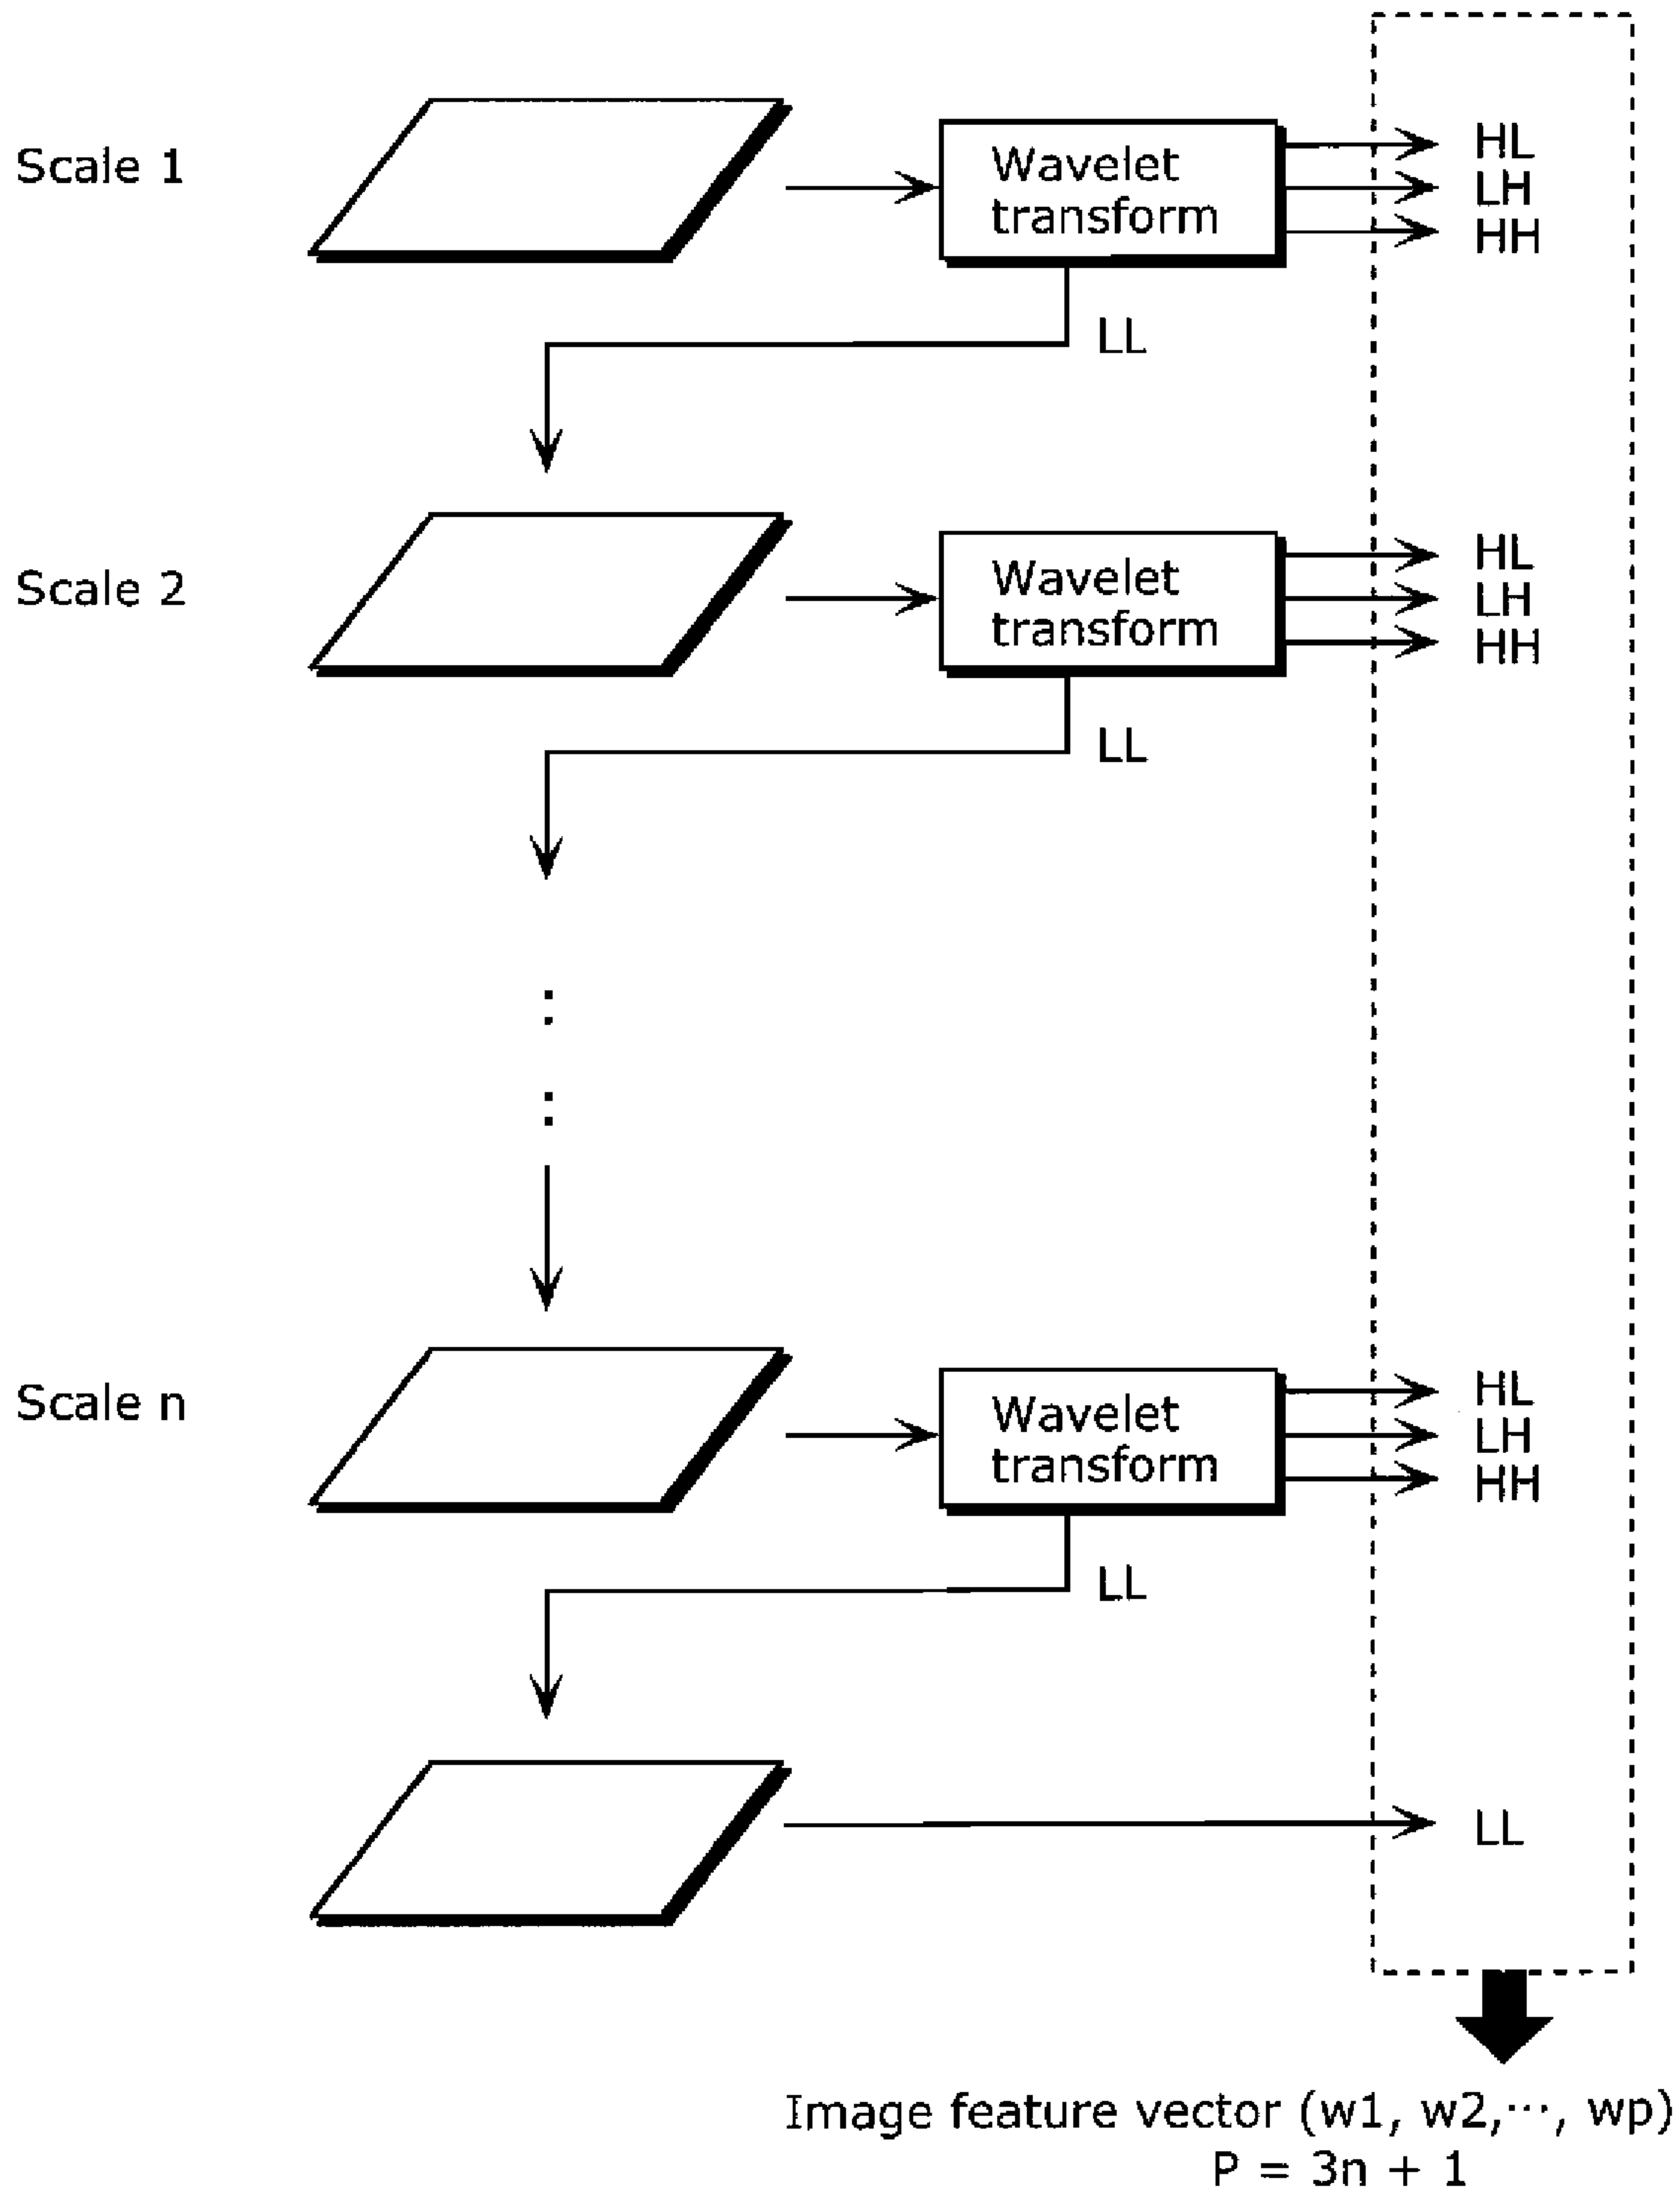 Scale 1
Wavelet
transform
HL
LH
HH
LL
Scale 2
Wavelet
transform
HL
LH
HH
LL
:
:
Scale n
Wavelet
transform
HL
LH
HH
LL
LL
Image feature vector (w1, w2,⋯, wp)
P = 3n + 1